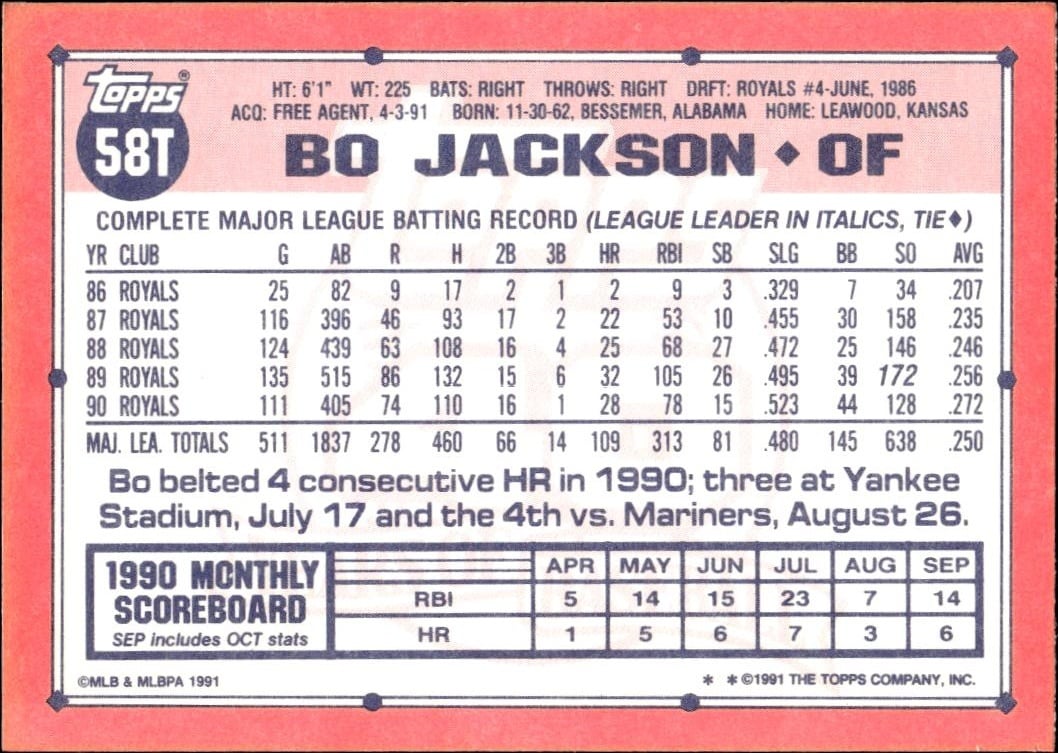 Topps®
58T
HT: 6'1" WT: 225 BATS: RIGHT THROWS: RIGHT DRFT: ROYALS #4-JUNE, 1986
ACQ: FREE AGENT, 4-3-91 BORN: 11-30-62, BESSEMER, ALABAMA HOME: LEAWOOD, KANSAS
BO JACKSON ♦ OF
COMPLETE MAJOR LEAGUE BATTING RECORD (LEAGUE LEADER IN ITALICS, TIE♦)
YR CLUB G AB R H 2B 3B HR RBI SB SLG BB SO AVG
86 ROYALS 25 82 9 17 2 1 2 9 3 .329 7 34 .207
87 ROYALS 116 396 46 93 17 2 22 53 10 .455 30 158 .235
88 ROYALS 124 439 63 108 16 4 25 68 27 .472 25 146 .246
89 ROYALS 135 515 86 132 15 6 32 105 26 .495 39 172 .256
90 ROYALS 111 405 74 110 16 1 28 78 15 .523 44 128 .272
MAJ. LEA. TOTALS 511 1837 278 460 66 14 109 313 81 .480 145 638 .250
Bo belted 4 consecutive HR in 1990; three at Yankee
Stadium, July 17 and the 4th vs. Mariners, August 26.
1990 MONTHLY
SCOREBOARD
SEP includes OCT stats
APR MAY JUN JUL AUG SEP
RBI 5 14 15 23 7 14
HR 1 5 6 7 3 6
©MLB & MLBPA 1991
* * ©1991 THE TOPPS COMPANY, INC.